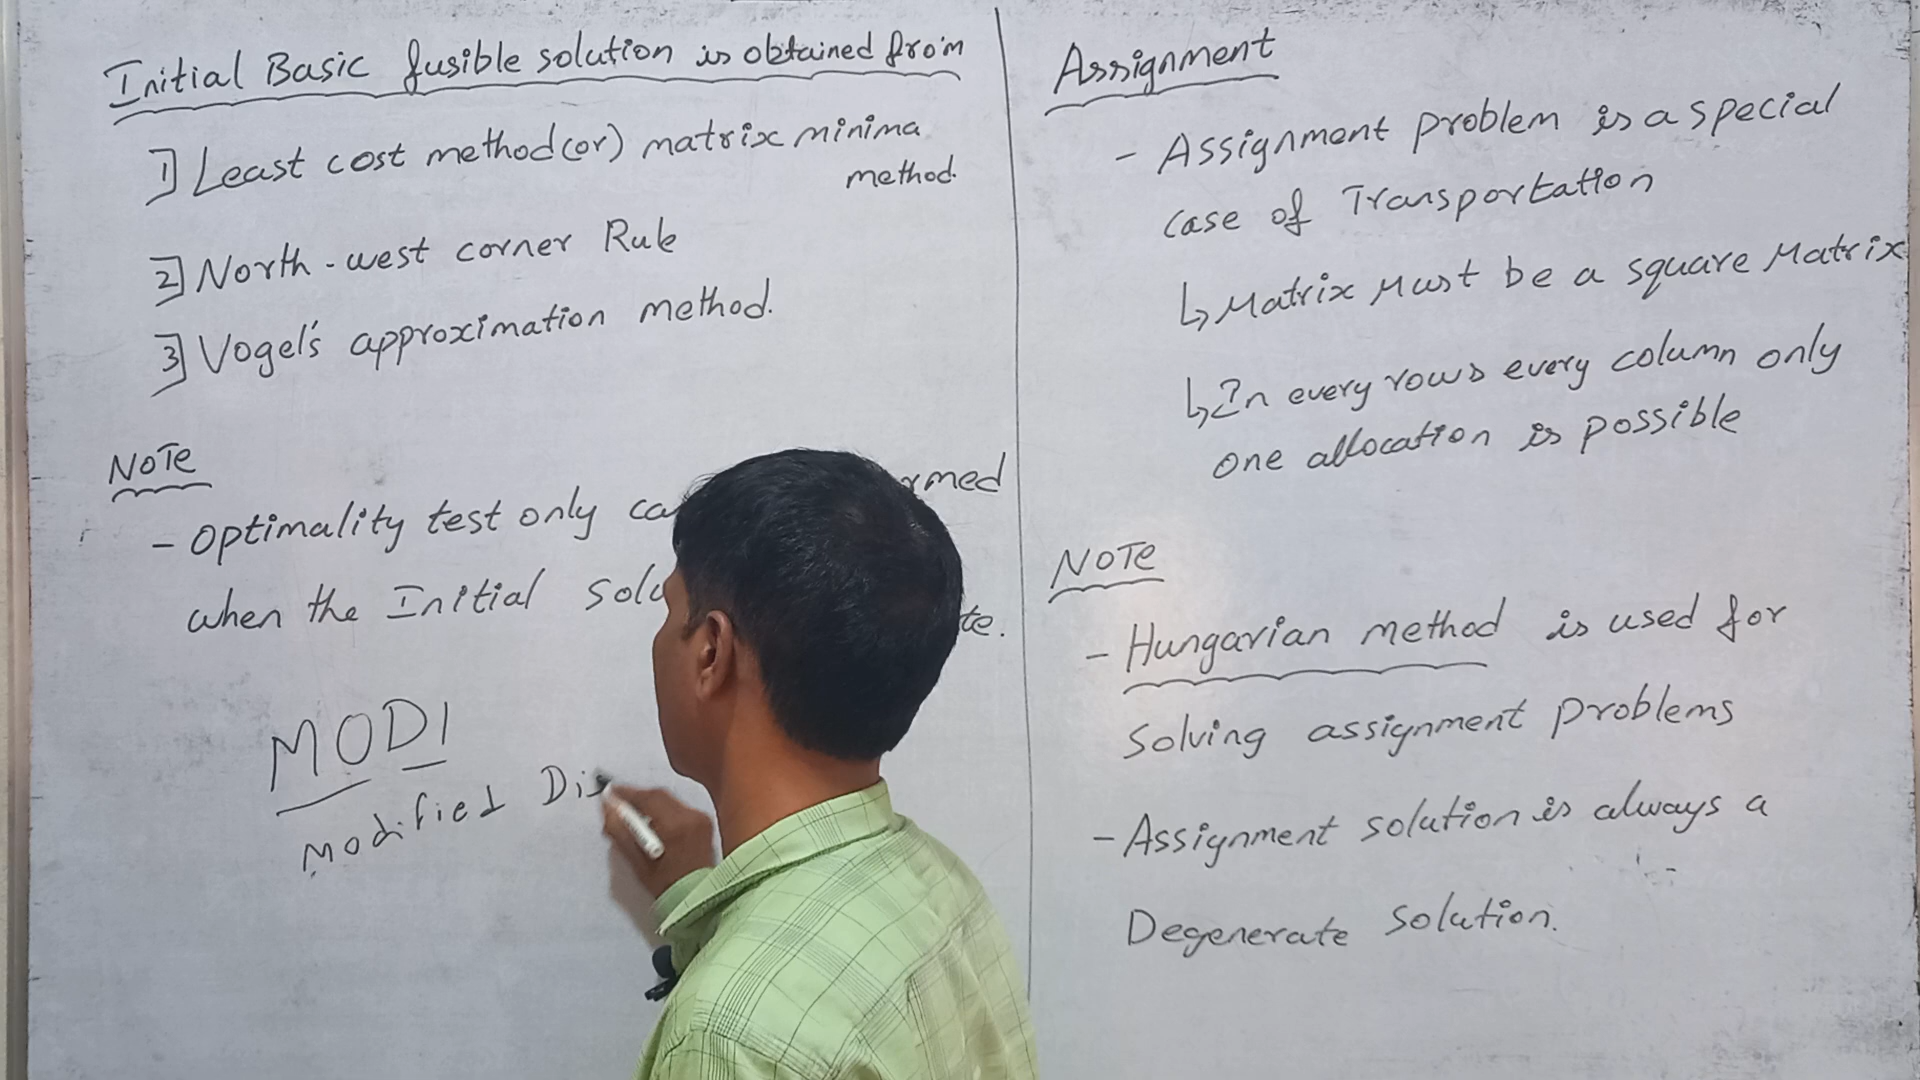 Initial Basic fusible solution is obtained from
1] Least cost method(or) matrix minima
method.
2] North-west corner Rule
3] Vogel's approximation method.
NOTE
- Optimality test only ca rmed
when the Initial Solu te.
MODI
Modified Dis
Assignment
- Assignment problem is a special
case of Transportation
↳ Matrix Must be a square Matrix
↳ In every rows every column only
one allocation is possible
NOTE
- Hungarian method is used for
Solving assignment problems
- Assignment solution is always a
Degenerate Solution.